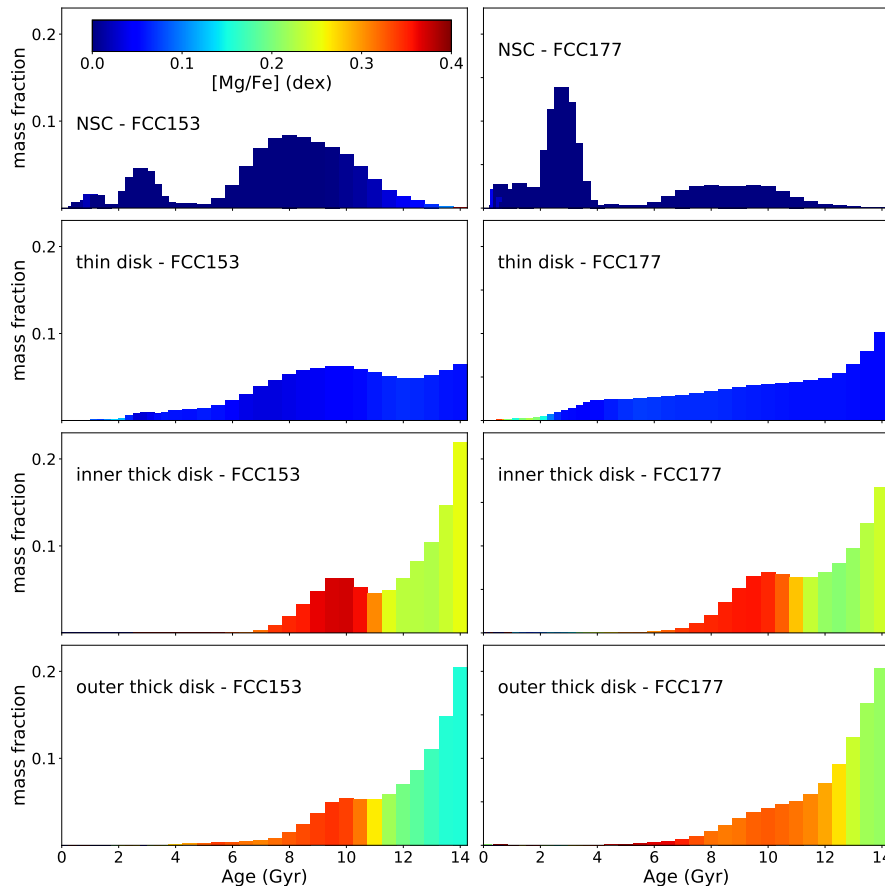 0.2
0.1
mass fraction
0.0 0.1 0.2 0.3 0.4
[Mg/Fe] (dex)
NSC - FCC153
NSC - FCC177
0.2
0.1
mass fraction
thin disk - FCC153
thin disk - FCC177
0.2
0.1
mass fraction
inner thick disk - FCC153
inner thick disk - FCC177
0.2
0.1
mass fraction
outer thick disk - FCC153
outer thick disk - FCC177
0 2 4 6 8 10 12 14
0 2 4 6 8 10 12 14
Age (Gyr)
Age (Gyr)